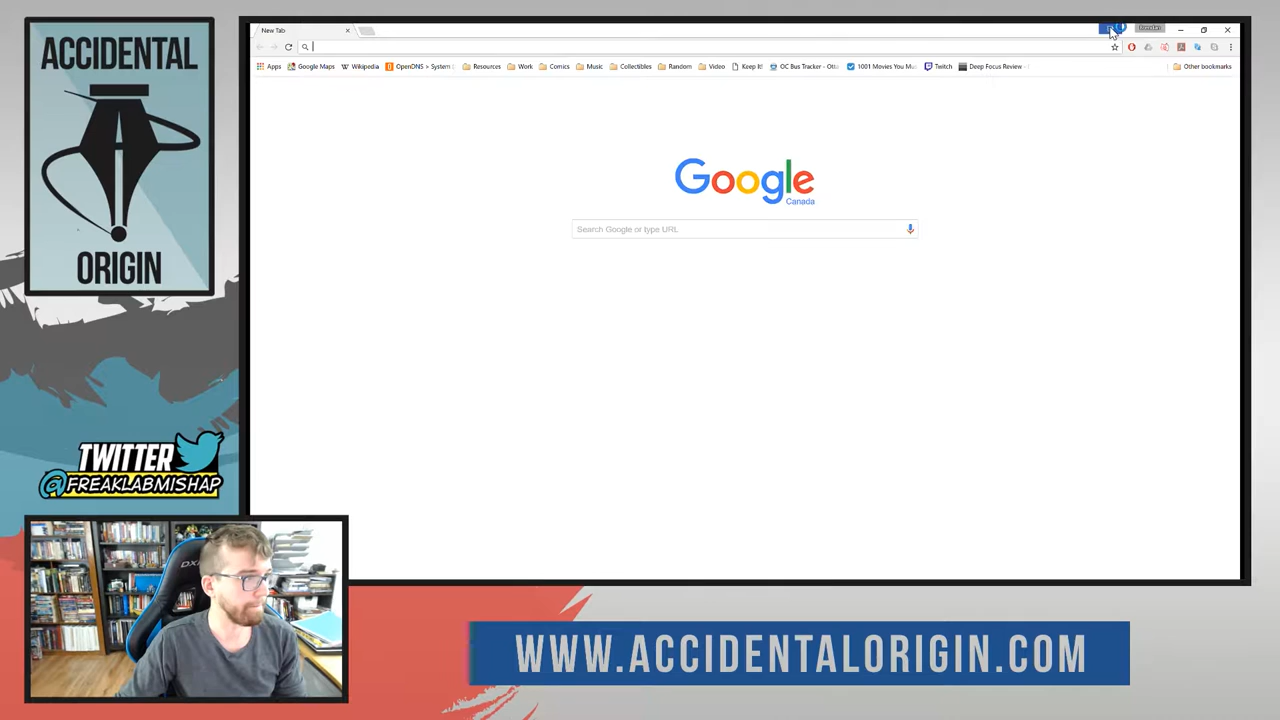 ACCIDENTAL
ORIGIN
New Tab
Apps Google Maps Wikipedia OpenDNS > System Resources Work Comics Music Collectibles Random Video Keep It! OC Bus Tracker - Ott 1001 Movies You Mu Twitch Deep Focus Review - Other bookmarks
Google
Canada
Search Google or type URL
TWITTER
@FREAKLABMISHAP
DX
WWW.ACCIDENTALORIGIN.COM